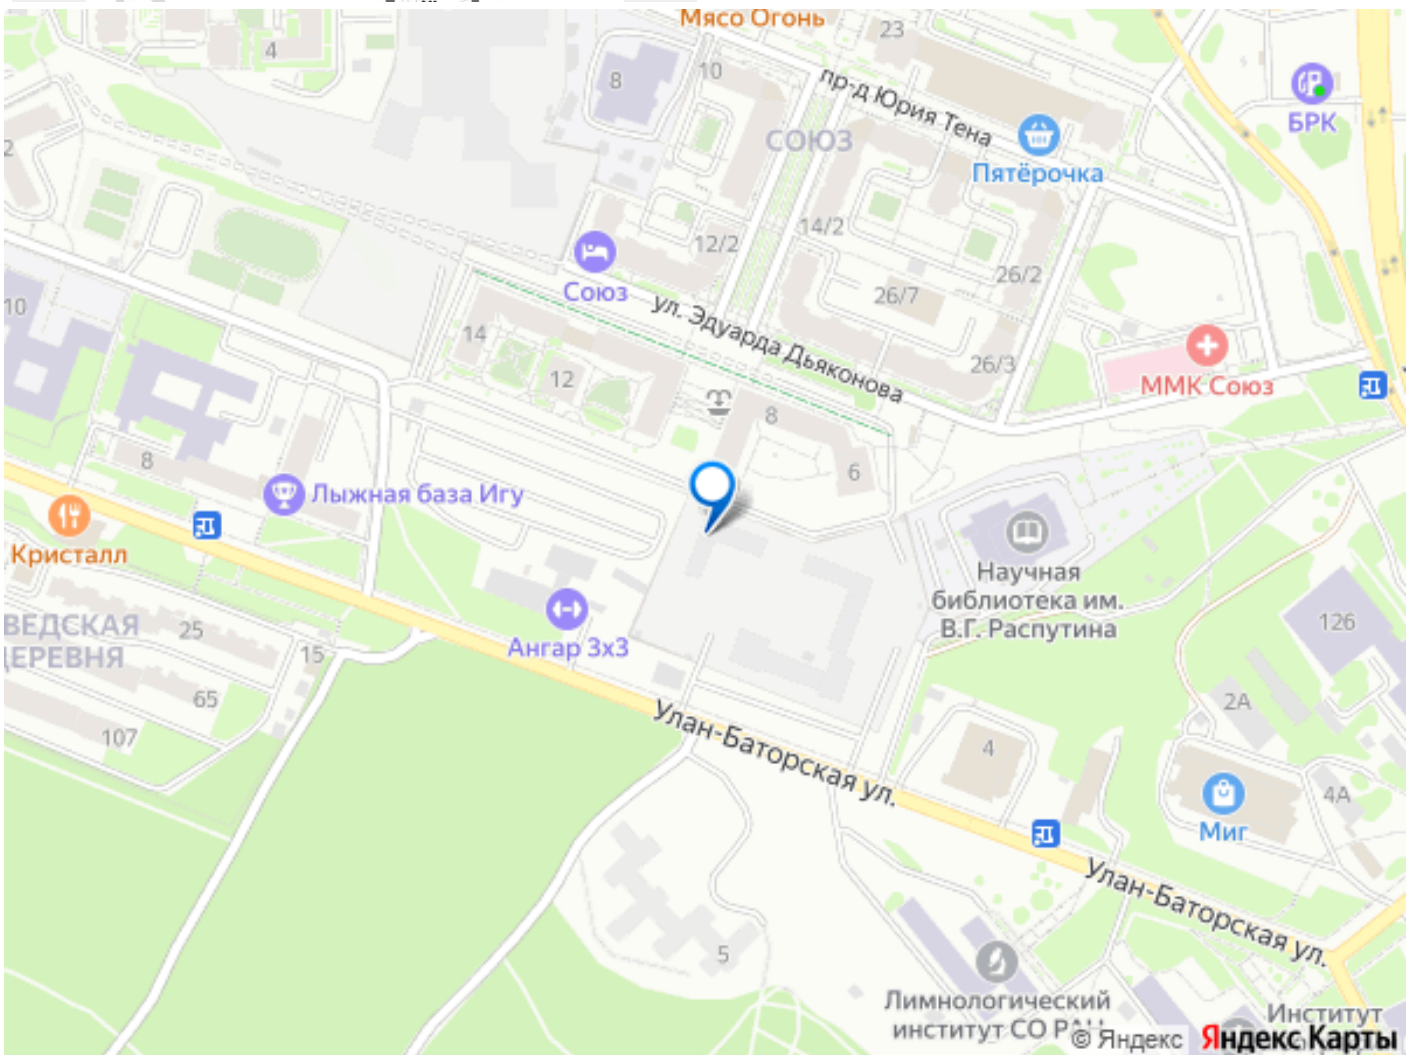 Мясо Огонь
23
4
8
10
пр-д Юрия Тена
БРК
СОЮЗ
2
Пятёрочка
12/2
14/2
26/2
Союз
26/7
10
ул. Эдуарда Дьяконова
14
26/3
12
ММК Союз
8
8
6
Лыжная база Игу
Кристалл
Научная
библиотека им.
В.Г. Распутина
126
ВЕДСКАЯ
ДЕРЕВНЯ
25
15
Ангар 3х3
65
107
2А
Улан-Баторская ул.
4
4А
Миг
Улан-Баторская ул.
5
Лимнологический
институт СО РАН
Институт
© Яндекс
Яндекс Карты